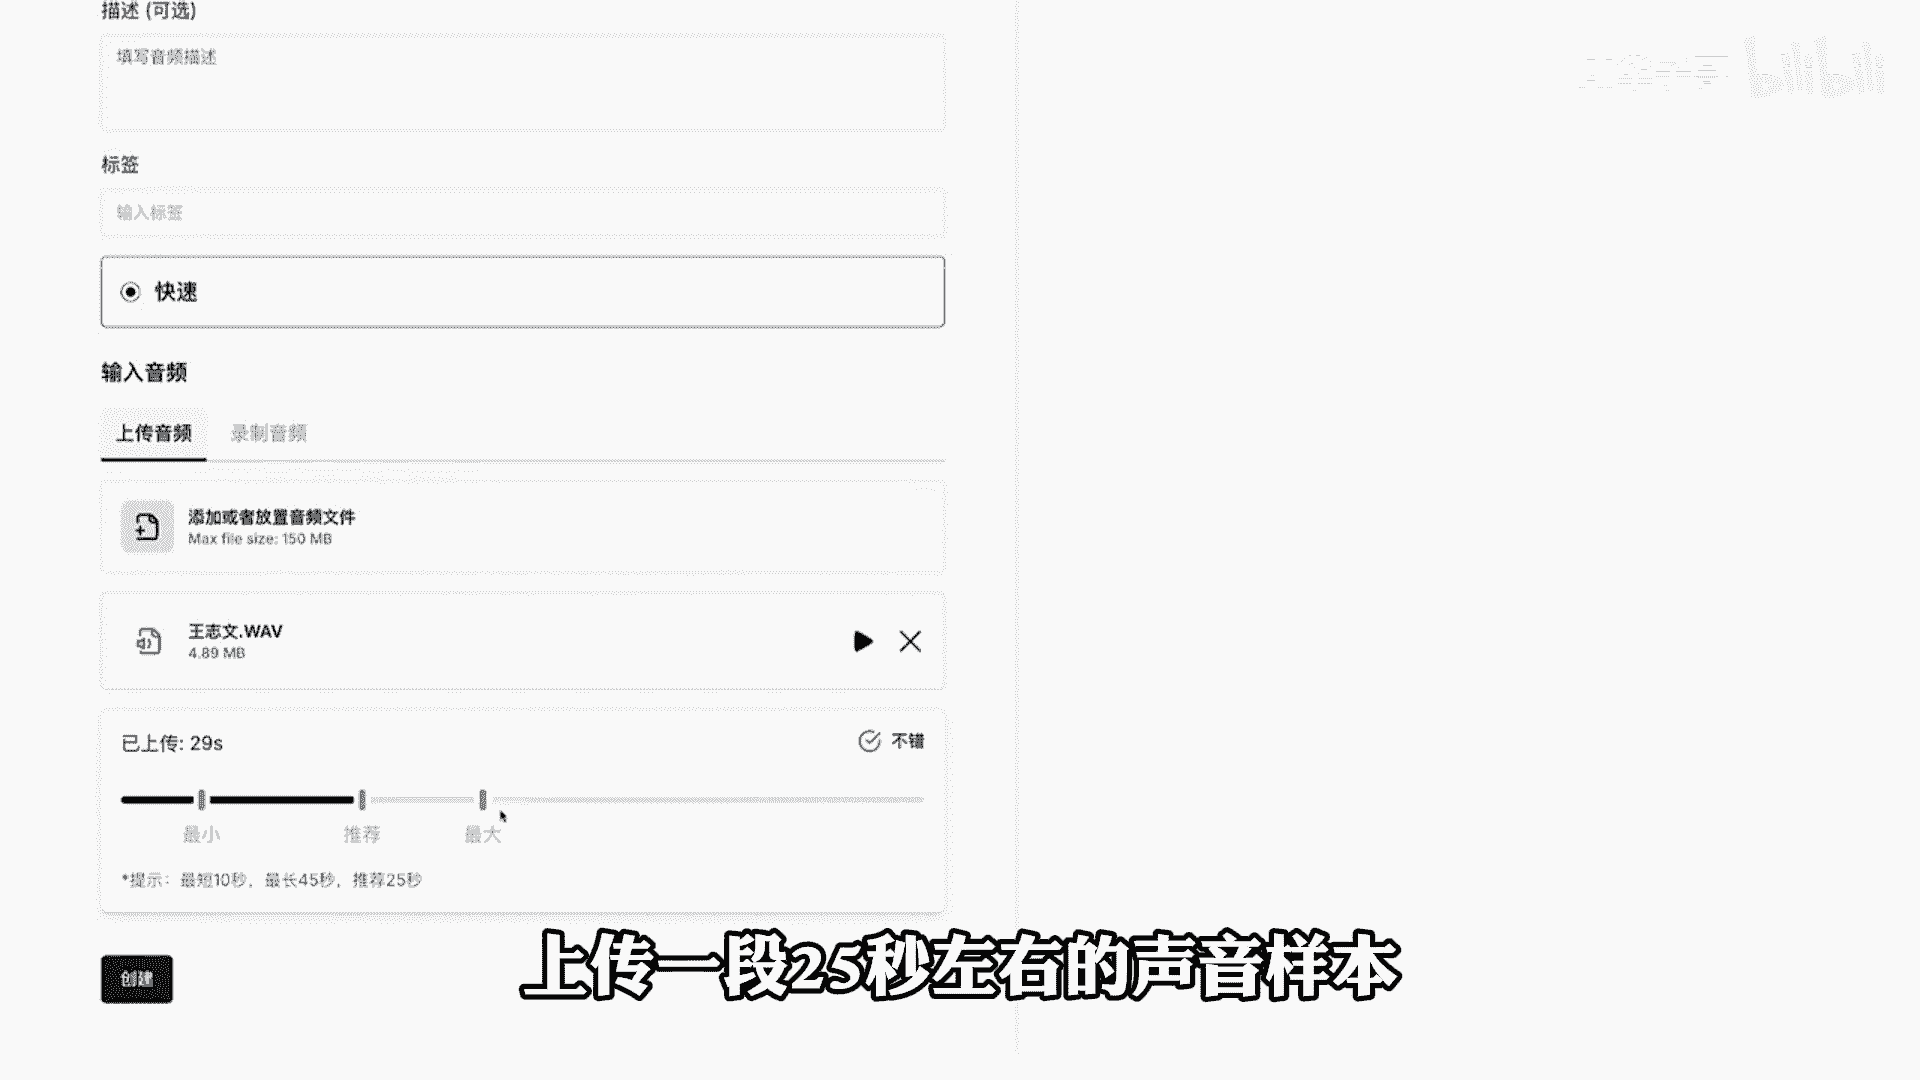 描述 (可选)
填写音频描述
bilibili
标签
输入标签
快速
输入音频
上传音频 录制音频
添加或者放置音频文件
Max file size: 150 MB
王志文.WAV
4.89 MB
已上传: 29s 不错
最小 推荐 最大
*提示：最短10秒，最长45秒，推荐25秒
上传一段25秒左右的声音样本
创建